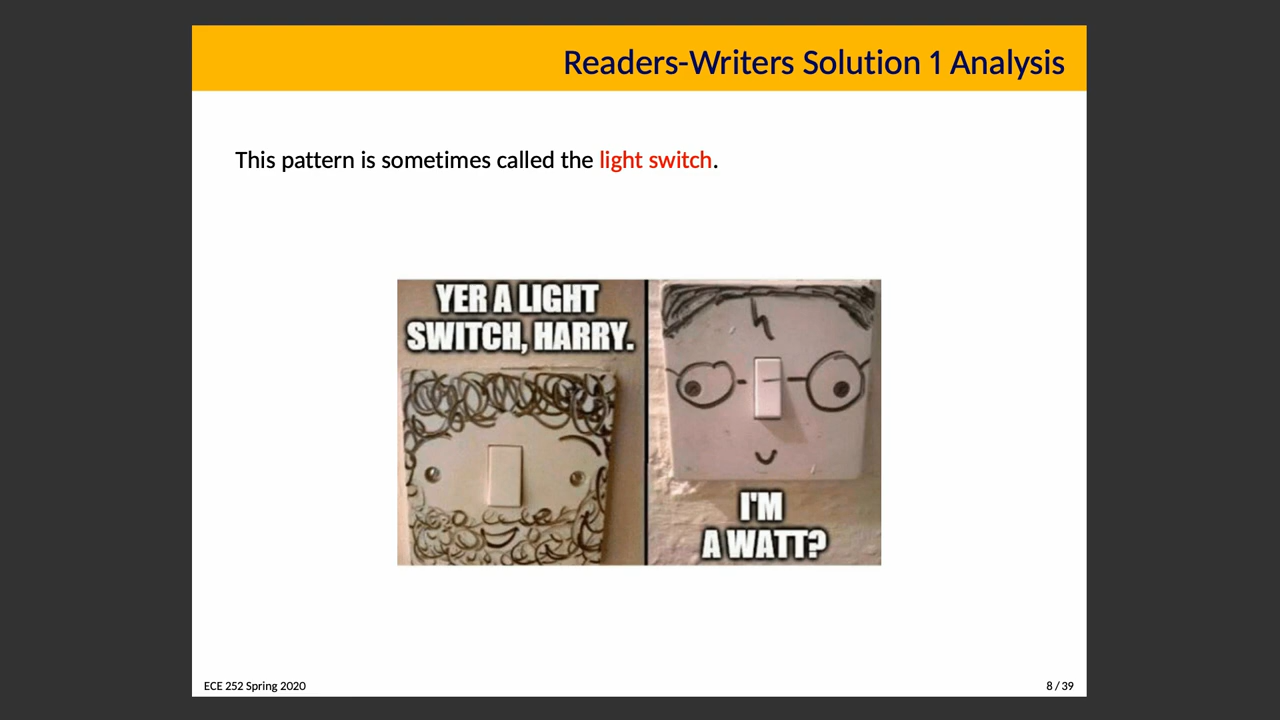 Readers-Writers Solution 1 Analysis
This pattern is sometimes called the light switch.
YER A LIGHT
SWITCH, HARRY.
I'M
A WATT?
ECE 252 Spring 2020
8 / 39